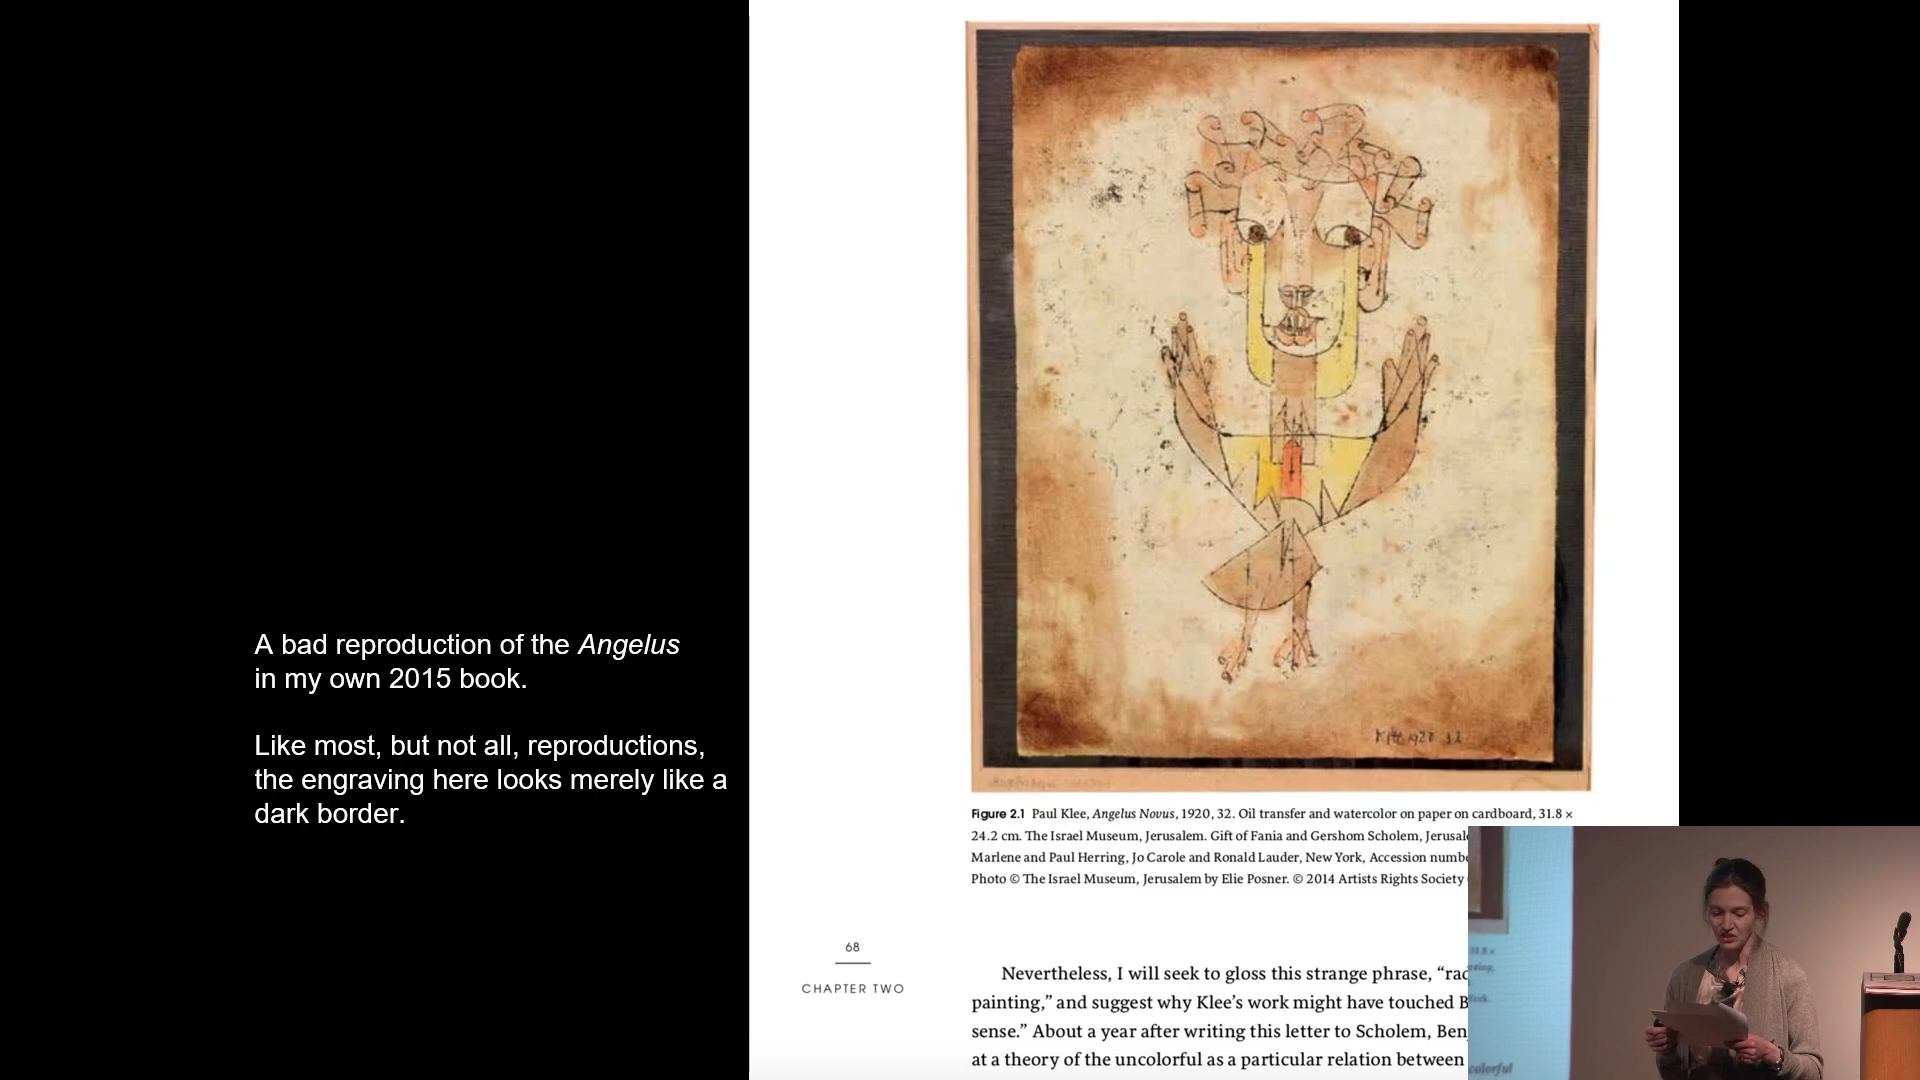 A bad reproduction of the Angelus
in my own 2015 book.
Like most, but not all, reproductions,
the engraving here looks merely like a
dark border.
Klee 1920 32
Figure 2.1 Paul Klee, Angelus Novus, 1920, 32. Oil transfer and watercolor on paper on cardboard, 31.8 ×
24.2 cm. The Israel Museum, Jerusalem. Gift of Fania and Gershom Scholem, Jerusal
Marlene and Paul Herring, Jo Carole and Ronald Lauder, New York, Accession numb
Photo © The Israel Museum, Jerusalem by Elie Posner. © 2014 Artists Rights Society
68
CHAPTER TWO
Nevertheless, I will seek to gloss this strange phrase, “rad
painting,” and suggest why Klee’s work might have touched B
sense.” About a year after writing this letter to Scholem, Ben
at a theory of the uncolorful as a particular relation between
31.8 ×
colorful